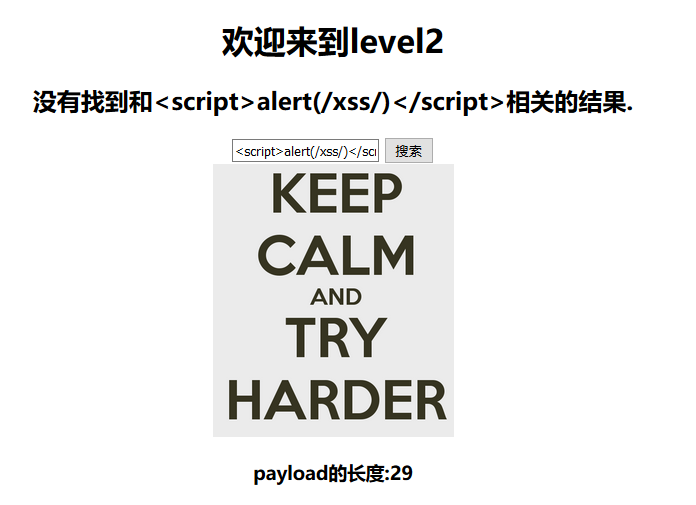 欢迎来到level2
没有找到和<script>alert(/xss/)</script>相关的结果.
<script>alert(/xss/)</scr 搜索
KEEP
CALM
AND
TRY
HARDER
payload的长度:29